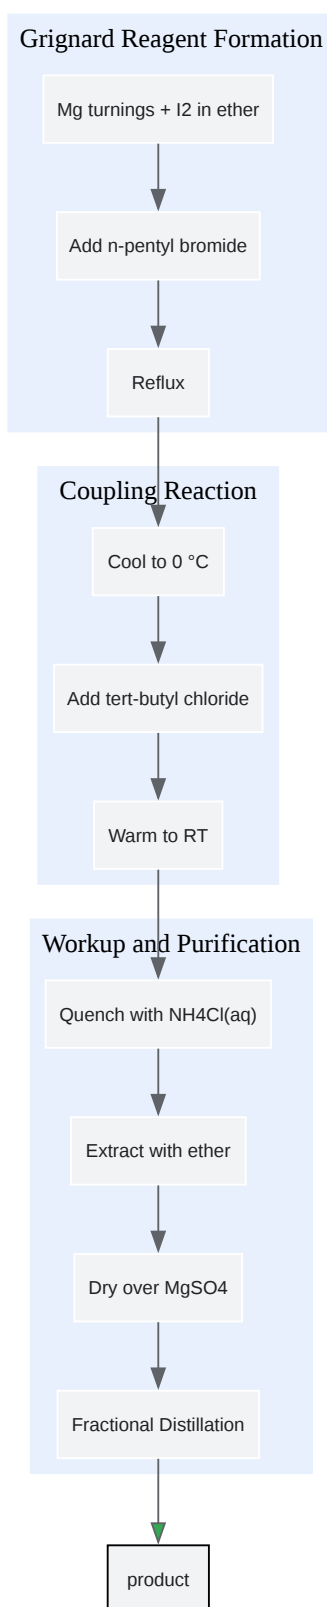 Grignard Reagent Formation
Mg turnings + I2 in ether
Add n-pentyl bromide
Reflux
Coupling Reaction
Cool to 0 °C
Add tert-butyl chloride
Warm to RT
Workup and Purification
Quench with NH4Cl(aq)
Extract with ether
Dry over MgSO4
Fractional Distillation
product